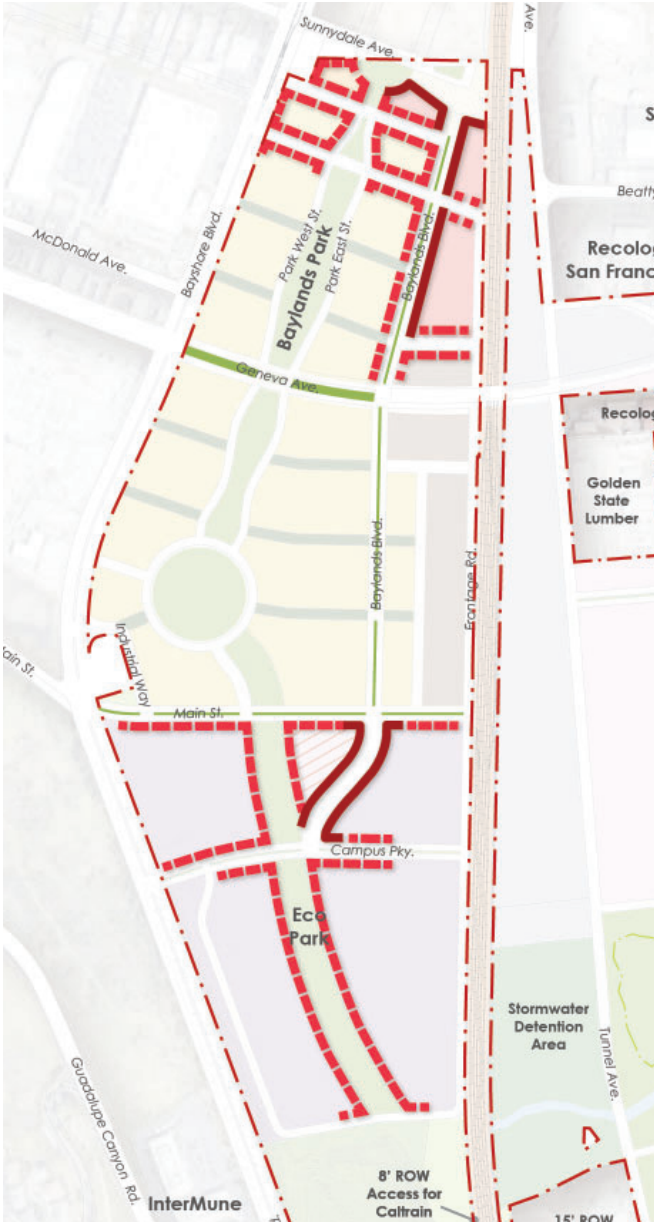 Sunnydale Ave.
Ave.
S
Beatty
McDonald Ave.
Bayshore Blvd.
Park West St.
Baylands Park
Park East St.
Baylands Blvd.
Recolog
San Franc
Geneva Ave.
Recolog
Golden
State
Lumber
Baylands Blvd.
Frontage Rd.
Industrial Way
ain St.
Main St.
Campus Pky.
Eco
Park
Stormwater
Detention
Area
Tunnel Ave.
Guadalupe Canyon Rd.
InterMune
8' ROW
Access for
Caltrain
15' ROW